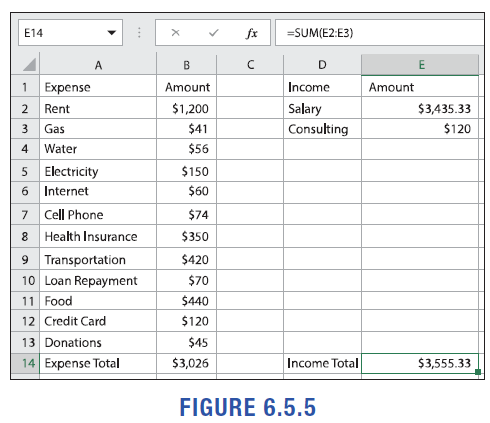 E14 fx =SUM(E2:E3)
A B C D E
1 Expense Amount Income Amount
2 Rent $1,200 Salary $3,435.33
3 Gas $41 Consulting $120
4 Water $56
5 Electricity $150
6 Internet $60
7 Cell Phone $74
8 Health Insurance $350
9 Transportation $420
10 Loan Repayment $70
11 Food $440
12 Credit Card $120
13 Donations $45
14 Expense Total $3,026 Income Total $3,555.33
FIGURE 6.5.5